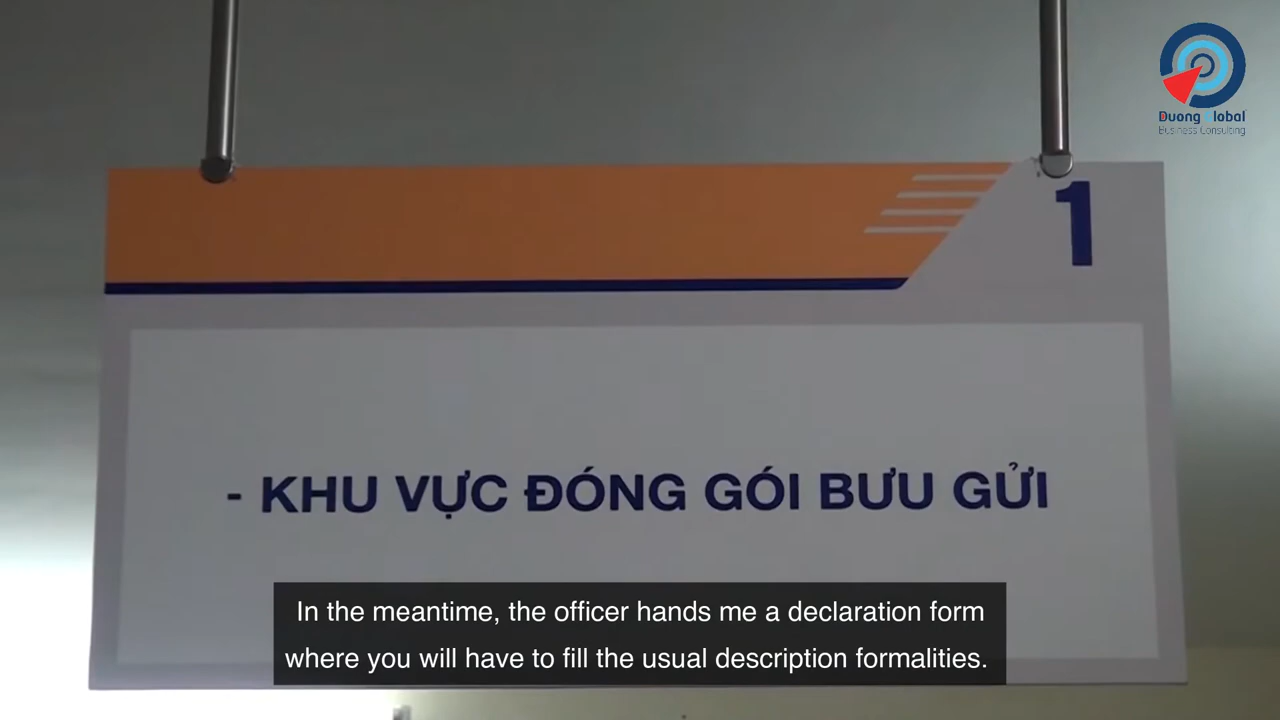 Duong Global
Business Consulting
1
- KHU VỰC ĐÓNG GÓI BƯU GỬI
In the meantime, the officer hands me a declaration form
where you will have to fill the usual description formalities.